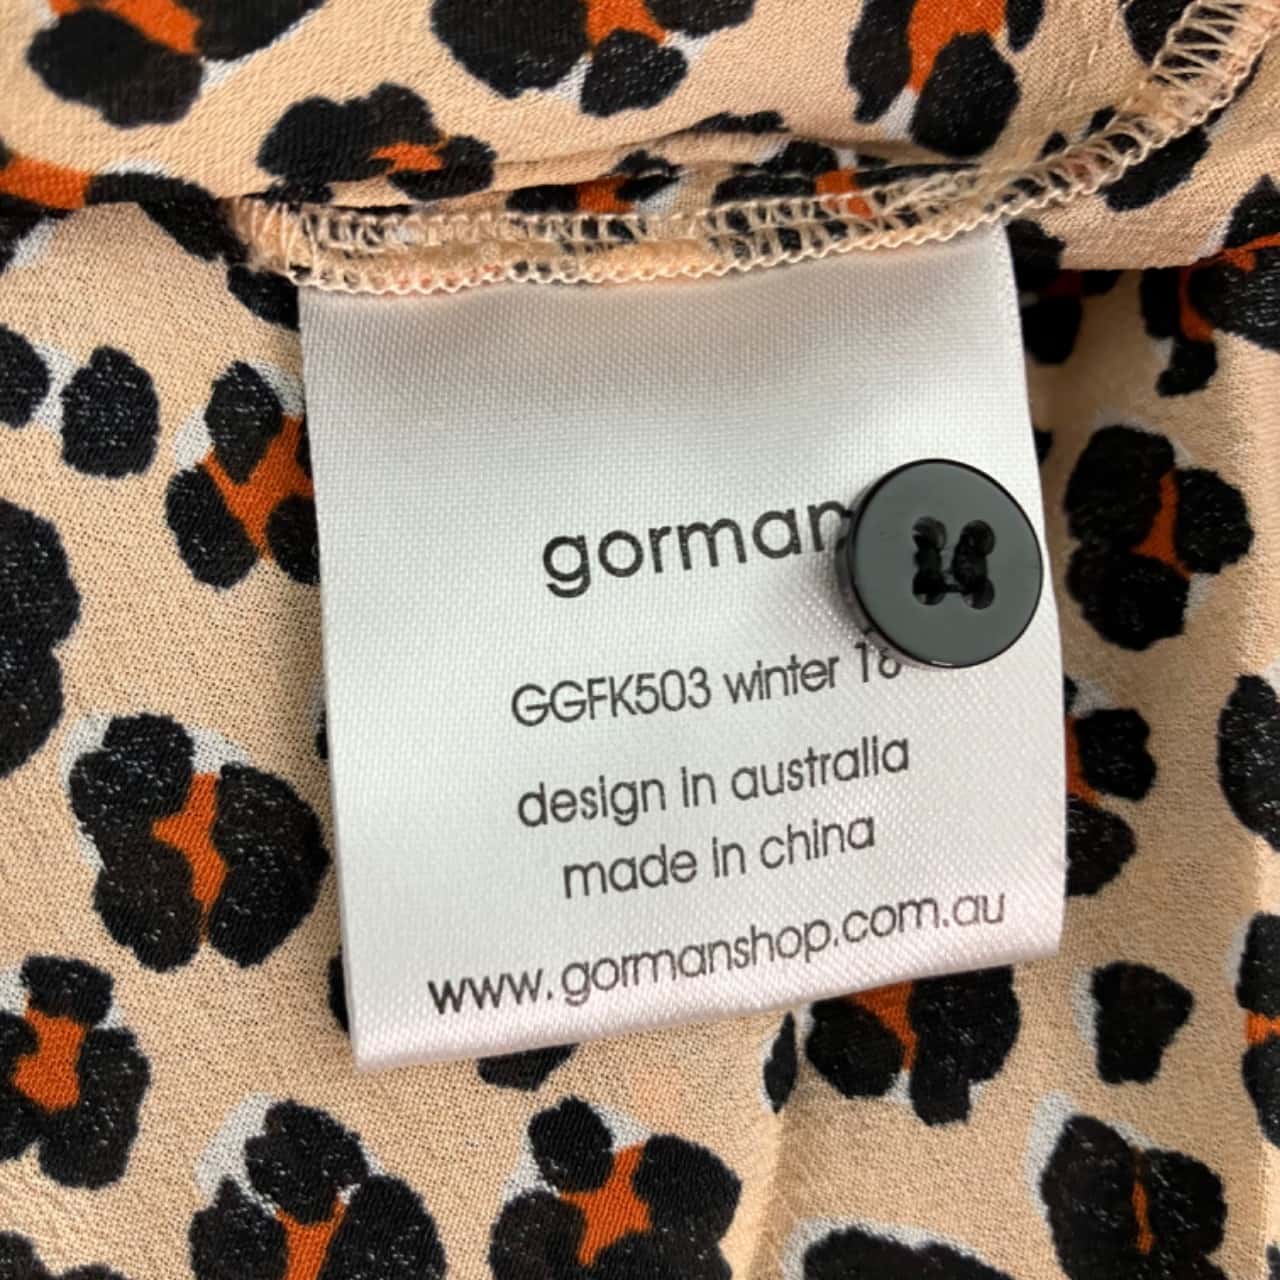 gorman
GGFK503 winter 18
design in australia
made in china
www.gormanshop.com.au